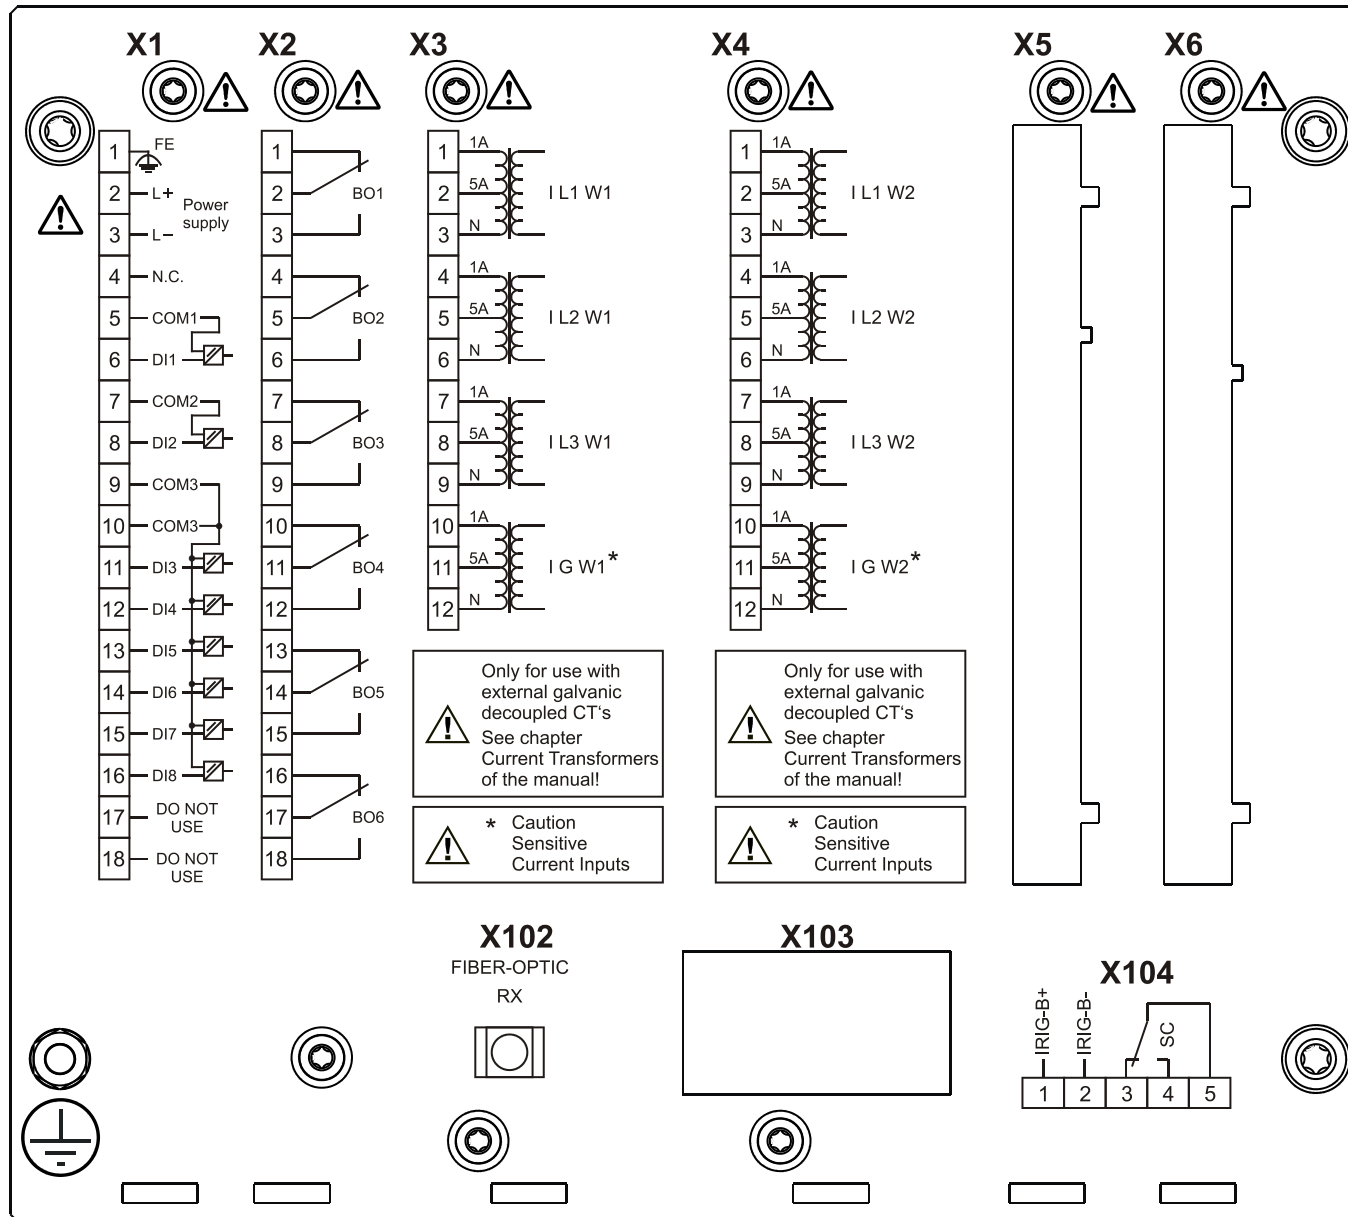 X1
X2
X3
X4
X5
X6
1
FE
2
L+
Power
supply
3
L−
4
N.C.
5
COM1
6
DI1
7
COM2
8
DI2
9
COM3
10
COM3
11
DI3
12
DI4
13
DI5
14
DI6
15
DI7
16
DI8
17
DO NOT
USE
18
DO NOT
USE
1
2
BO1
3
4
5
BO2
6
7
8
BO3
9
10
11
BO4
12
13
14
BO5
15
16
17
BO6
18
1
1A
2
5A
I L1 W1
3
N
4
1A
5
5A
I L2 W1
6
N
7
1A
8
5A
I L3 W1
9
N
10
1A
11
5A
I G W1*
12
N
Only for use with
external galvanic
decoupled CT‘s
See chapter
Current Transformers
of the manual!
* Caution
Sensitive
Current Inputs
1
1A
2
5A
I L1 W2
3
N
4
1A
5
5A
I L2 W2
6
N
7
1A
8
5A
I L3 W2
9
N
10
1A
11
5A
I G W2*
12
N
Only for use with
external galvanic
decoupled CT‘s
See chapter
Current Transformers
of the manual!
* Caution
Sensitive
Current Inputs
X102
FIBER-OPTIC
RX
X103
X104
IRIG-B+
IRIG-B-
SC
1 2 3 4 5